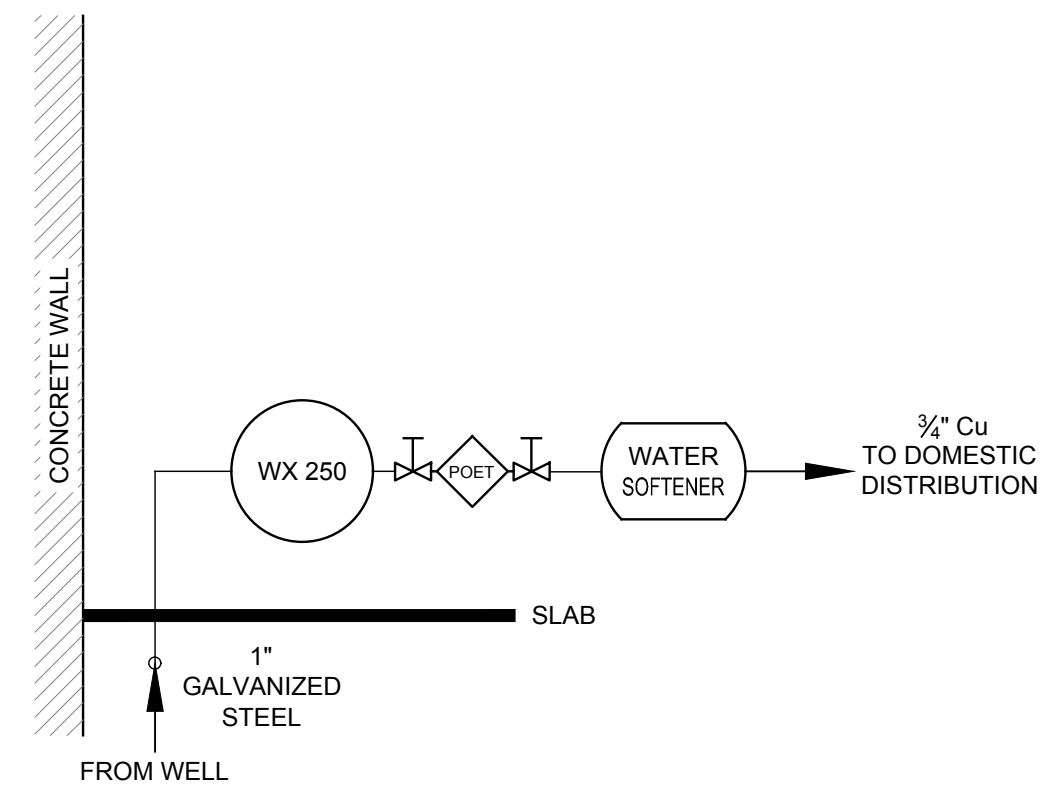 CONCRETE WALL
WX 250
POET
WATER
SOFTENER
¾" Cu
TO DOMESTIC
DISTRIBUTION
SLAB
1"
GALVANIZED
STEEL
FROM WELL